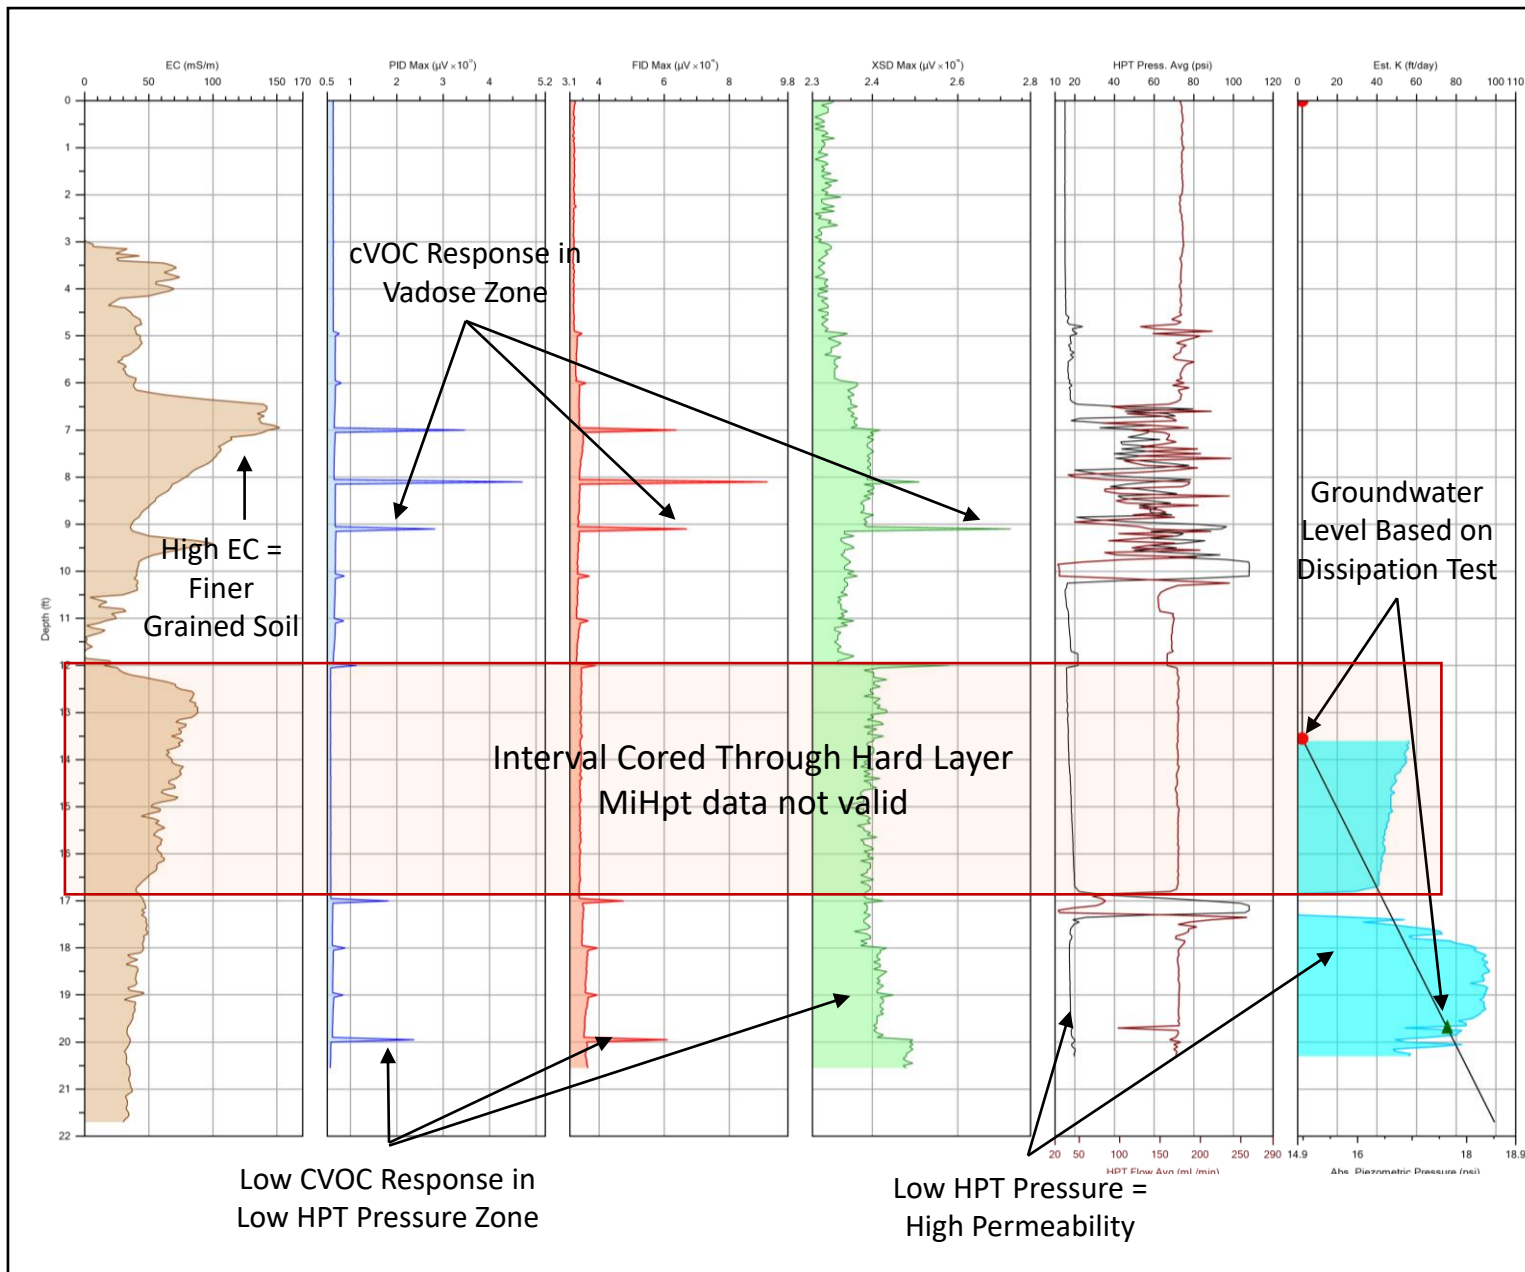 EC (mS/m)
PID Max (µV ×10⁵)
FID Max (µV ×10⁴)
XSD Max (µV ×10⁴)
HPT Press. Avg (psi)
Est. K (ft/day)
0 50 100 150 170
0.5 1 2 3 4 5.2
3.1 4 6 8 9.8
2.3 2.4 2.6 2.8
10 20 40 60 80 100 120
0 20 40 60 80 100 110
0
1
2
3
cVOC Response in
Vadose Zone
4
5
6
7
8
Groundwater
Level Based on
Dissipation Test
9
High EC =
Finer
Grained Soil
10
Depth (ft)
11
12
13
Interval Cored Through Hard Layer
MiHpt data not valid
14
15
16
17
18
19
20
21
22
20 50 100 150 200 250 290
HPT Flow Avg (mL/min)
14.9 16 17 18 18.9
Abs. Piezometric Pressure (psi)
Low CVOC Response in
Low HPT Pressure Zone
Low HPT Pressure =
High Permeability